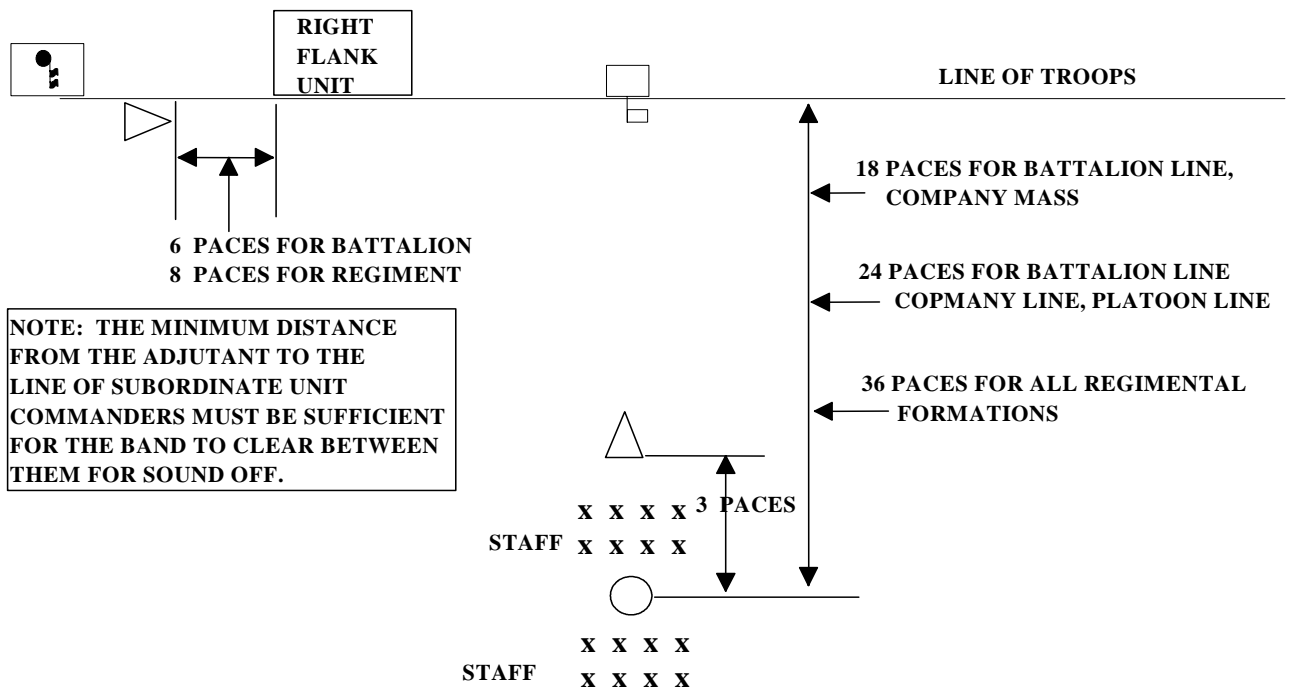 RIGHT
FLANK
UNIT
LINE OF TROOPS
18 PACES FOR BATTALION LINE,
COMPANY MASS
6 PACES FOR BATTALION
8 PACES FOR REGIMENT
24 PACES FOR BATTALION LINE
COPMANY LINE, PLATOON LINE
NOTE: THE MINIMUM DISTANCE
FROM THE ADJUTANT TO THE
LINE OF SUBORDINATE UNIT
COMMANDERS MUST BE SUFFICIENT
FOR THE BAND TO CLEAR BETWEEN
THEM FOR SOUND OFF.
36 PACES FOR ALL REGIMENTAL
FORMATIONS
x x x x
3 PACES
STAFF x x x x
x x x x
STAFF x x x x